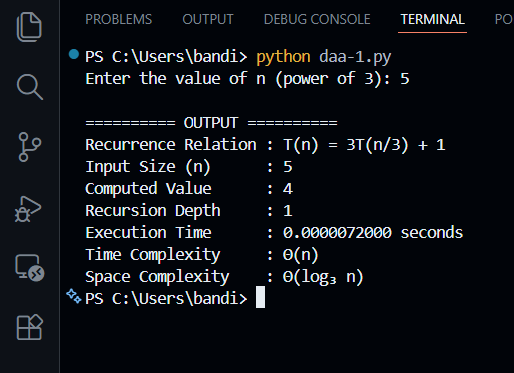 PROBLEMS OUTPUT DEBUG CONSOLE TERMINAL PO
PS C:\Users\bandi> python daa-1.py
Enter the value of n (power of 3): 5
========== OUTPUT ==========
Recurrence Relation : T(n) = 3T(n/3) + 1
Input Size (n) : 5
Computed Value : 4
Recursion Depth : 1
Execution Time : 0.0000072000 seconds
Time Complexity : Θ(n)
Space Complexity : Θ(log₃ n)
PS C:\Users\bandi>